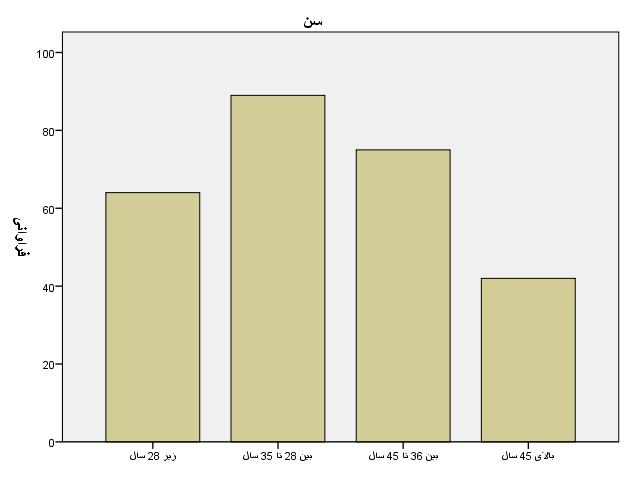 سن
100
80
60
40
20
0
فراوانی
زیر 28 سال
بین 28 تا 35 سال
بین 36 تا 45 سال
بالای 45 سال